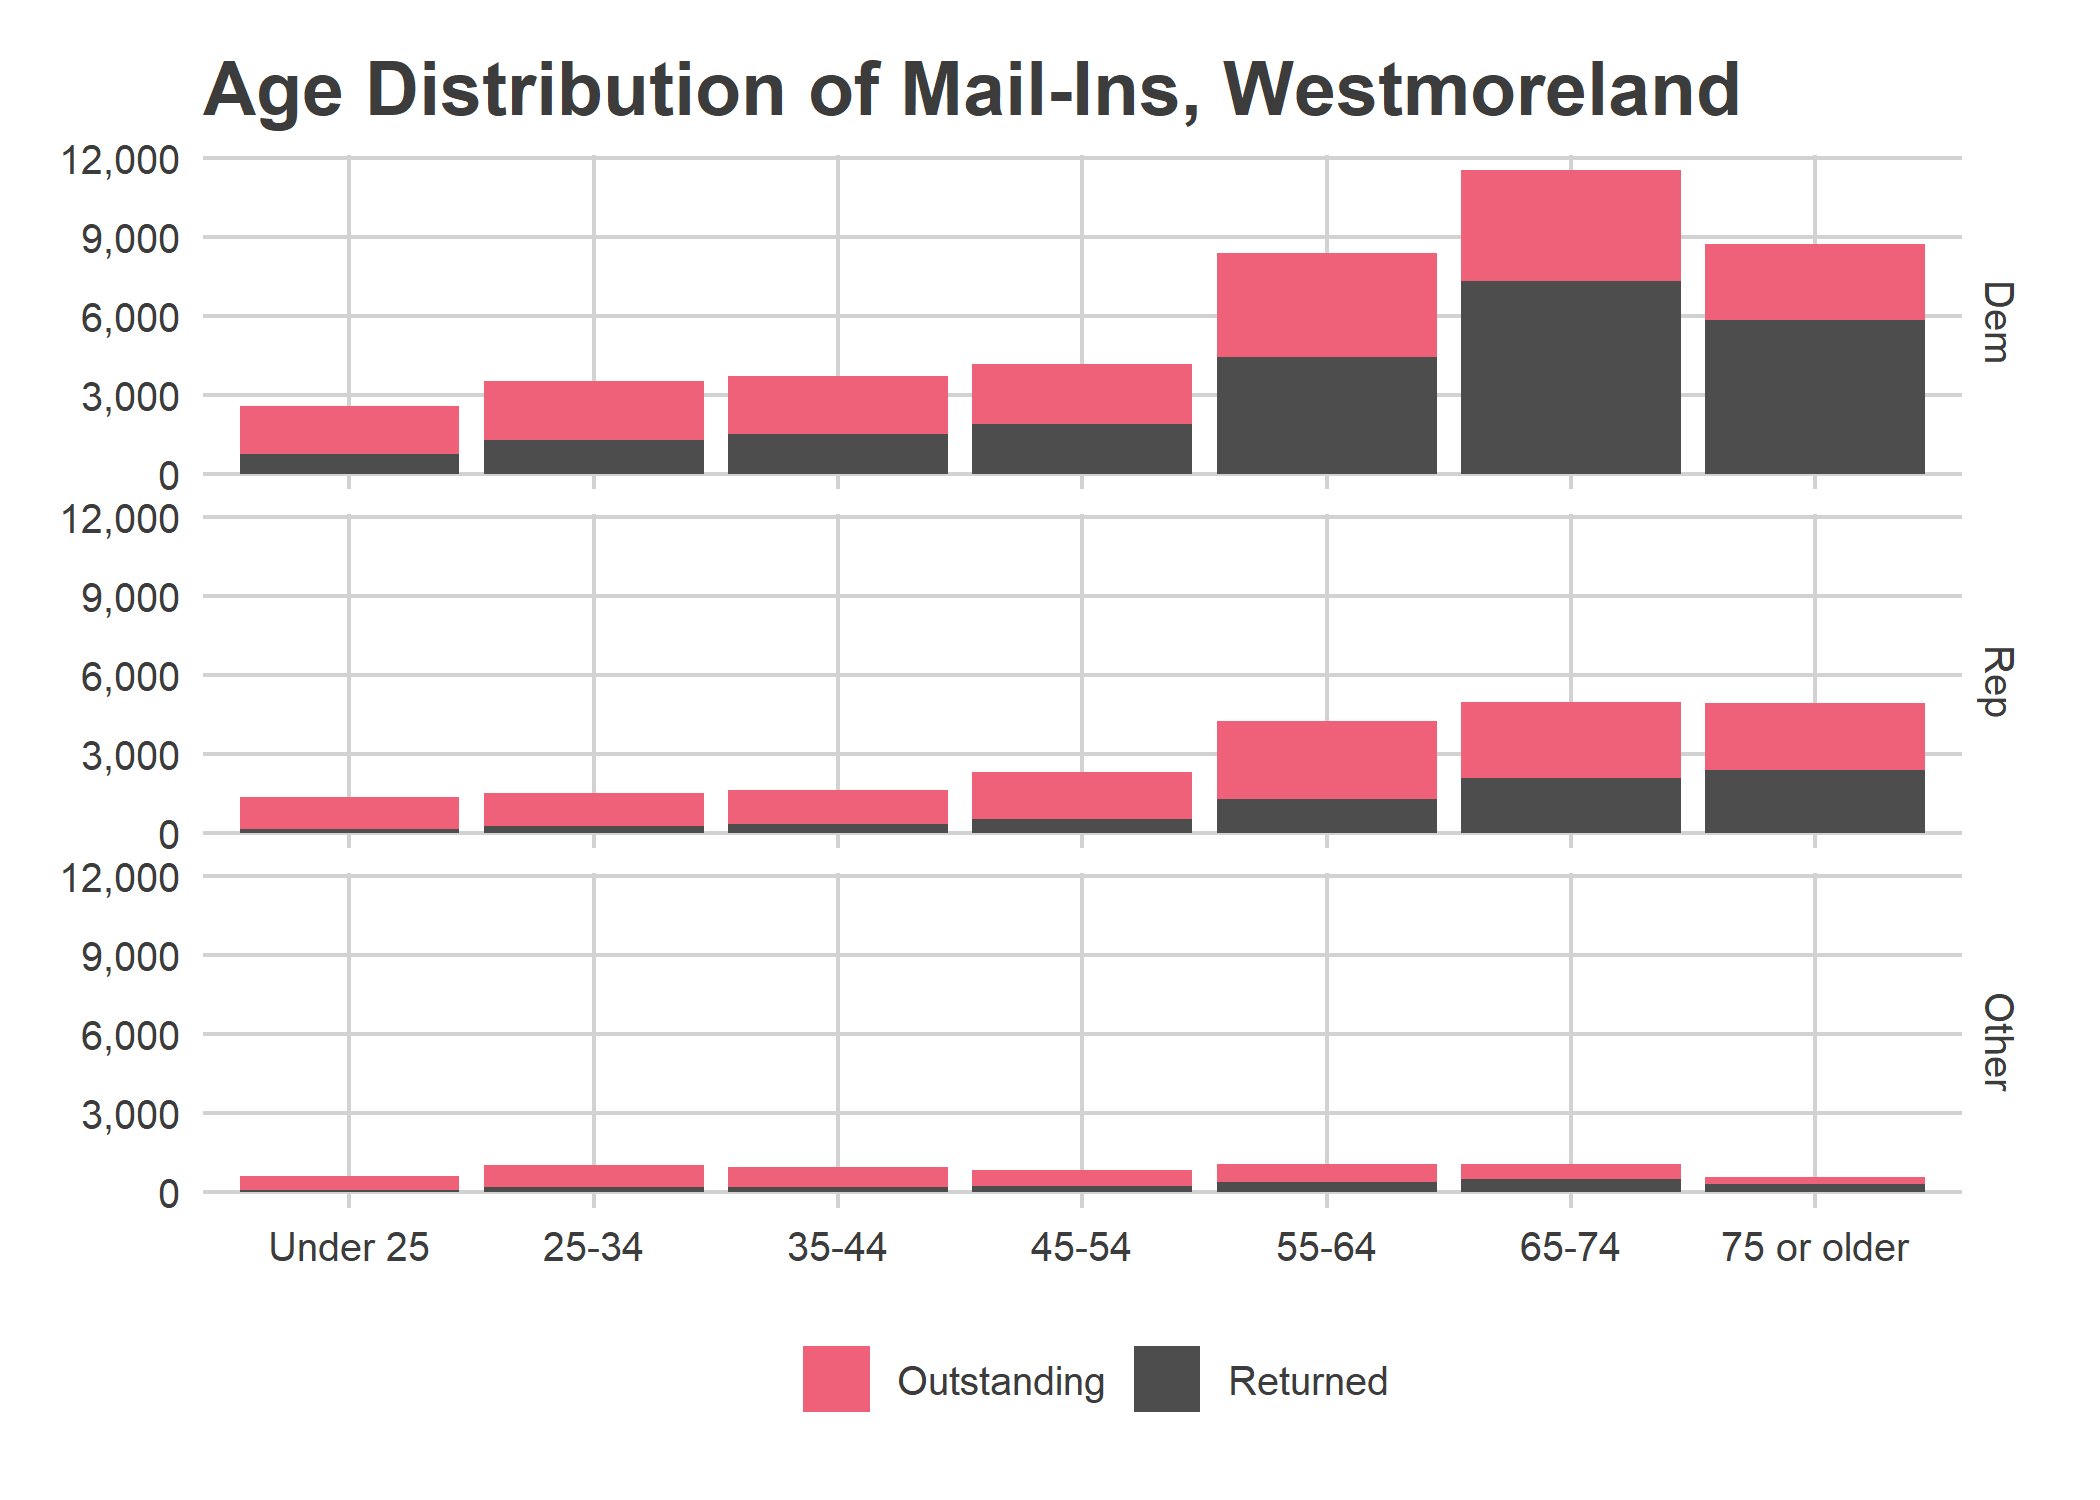 Age Distribution of Mail-Ins, Westmoreland
12,000
9,000
6,000
3,000
0
Dem
12,000
9,000
6,000
3,000
0
Rep
12,000
9,000
6,000
3,000
0
Other
Under 25 25-34 35-44 45-54 55-64 65-74 75 or older
Outstanding Returned